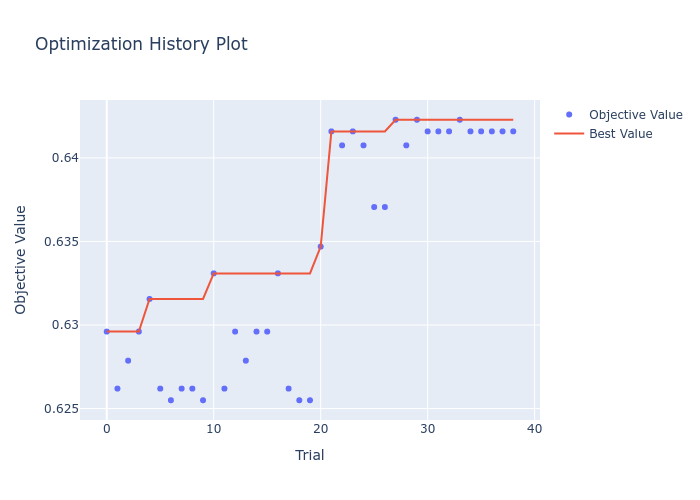 Optimization History Plot
Objective Value
Best Value
0.64
0.635
0.63
0.625
0
10
20
30
40
Trial
Objective Value